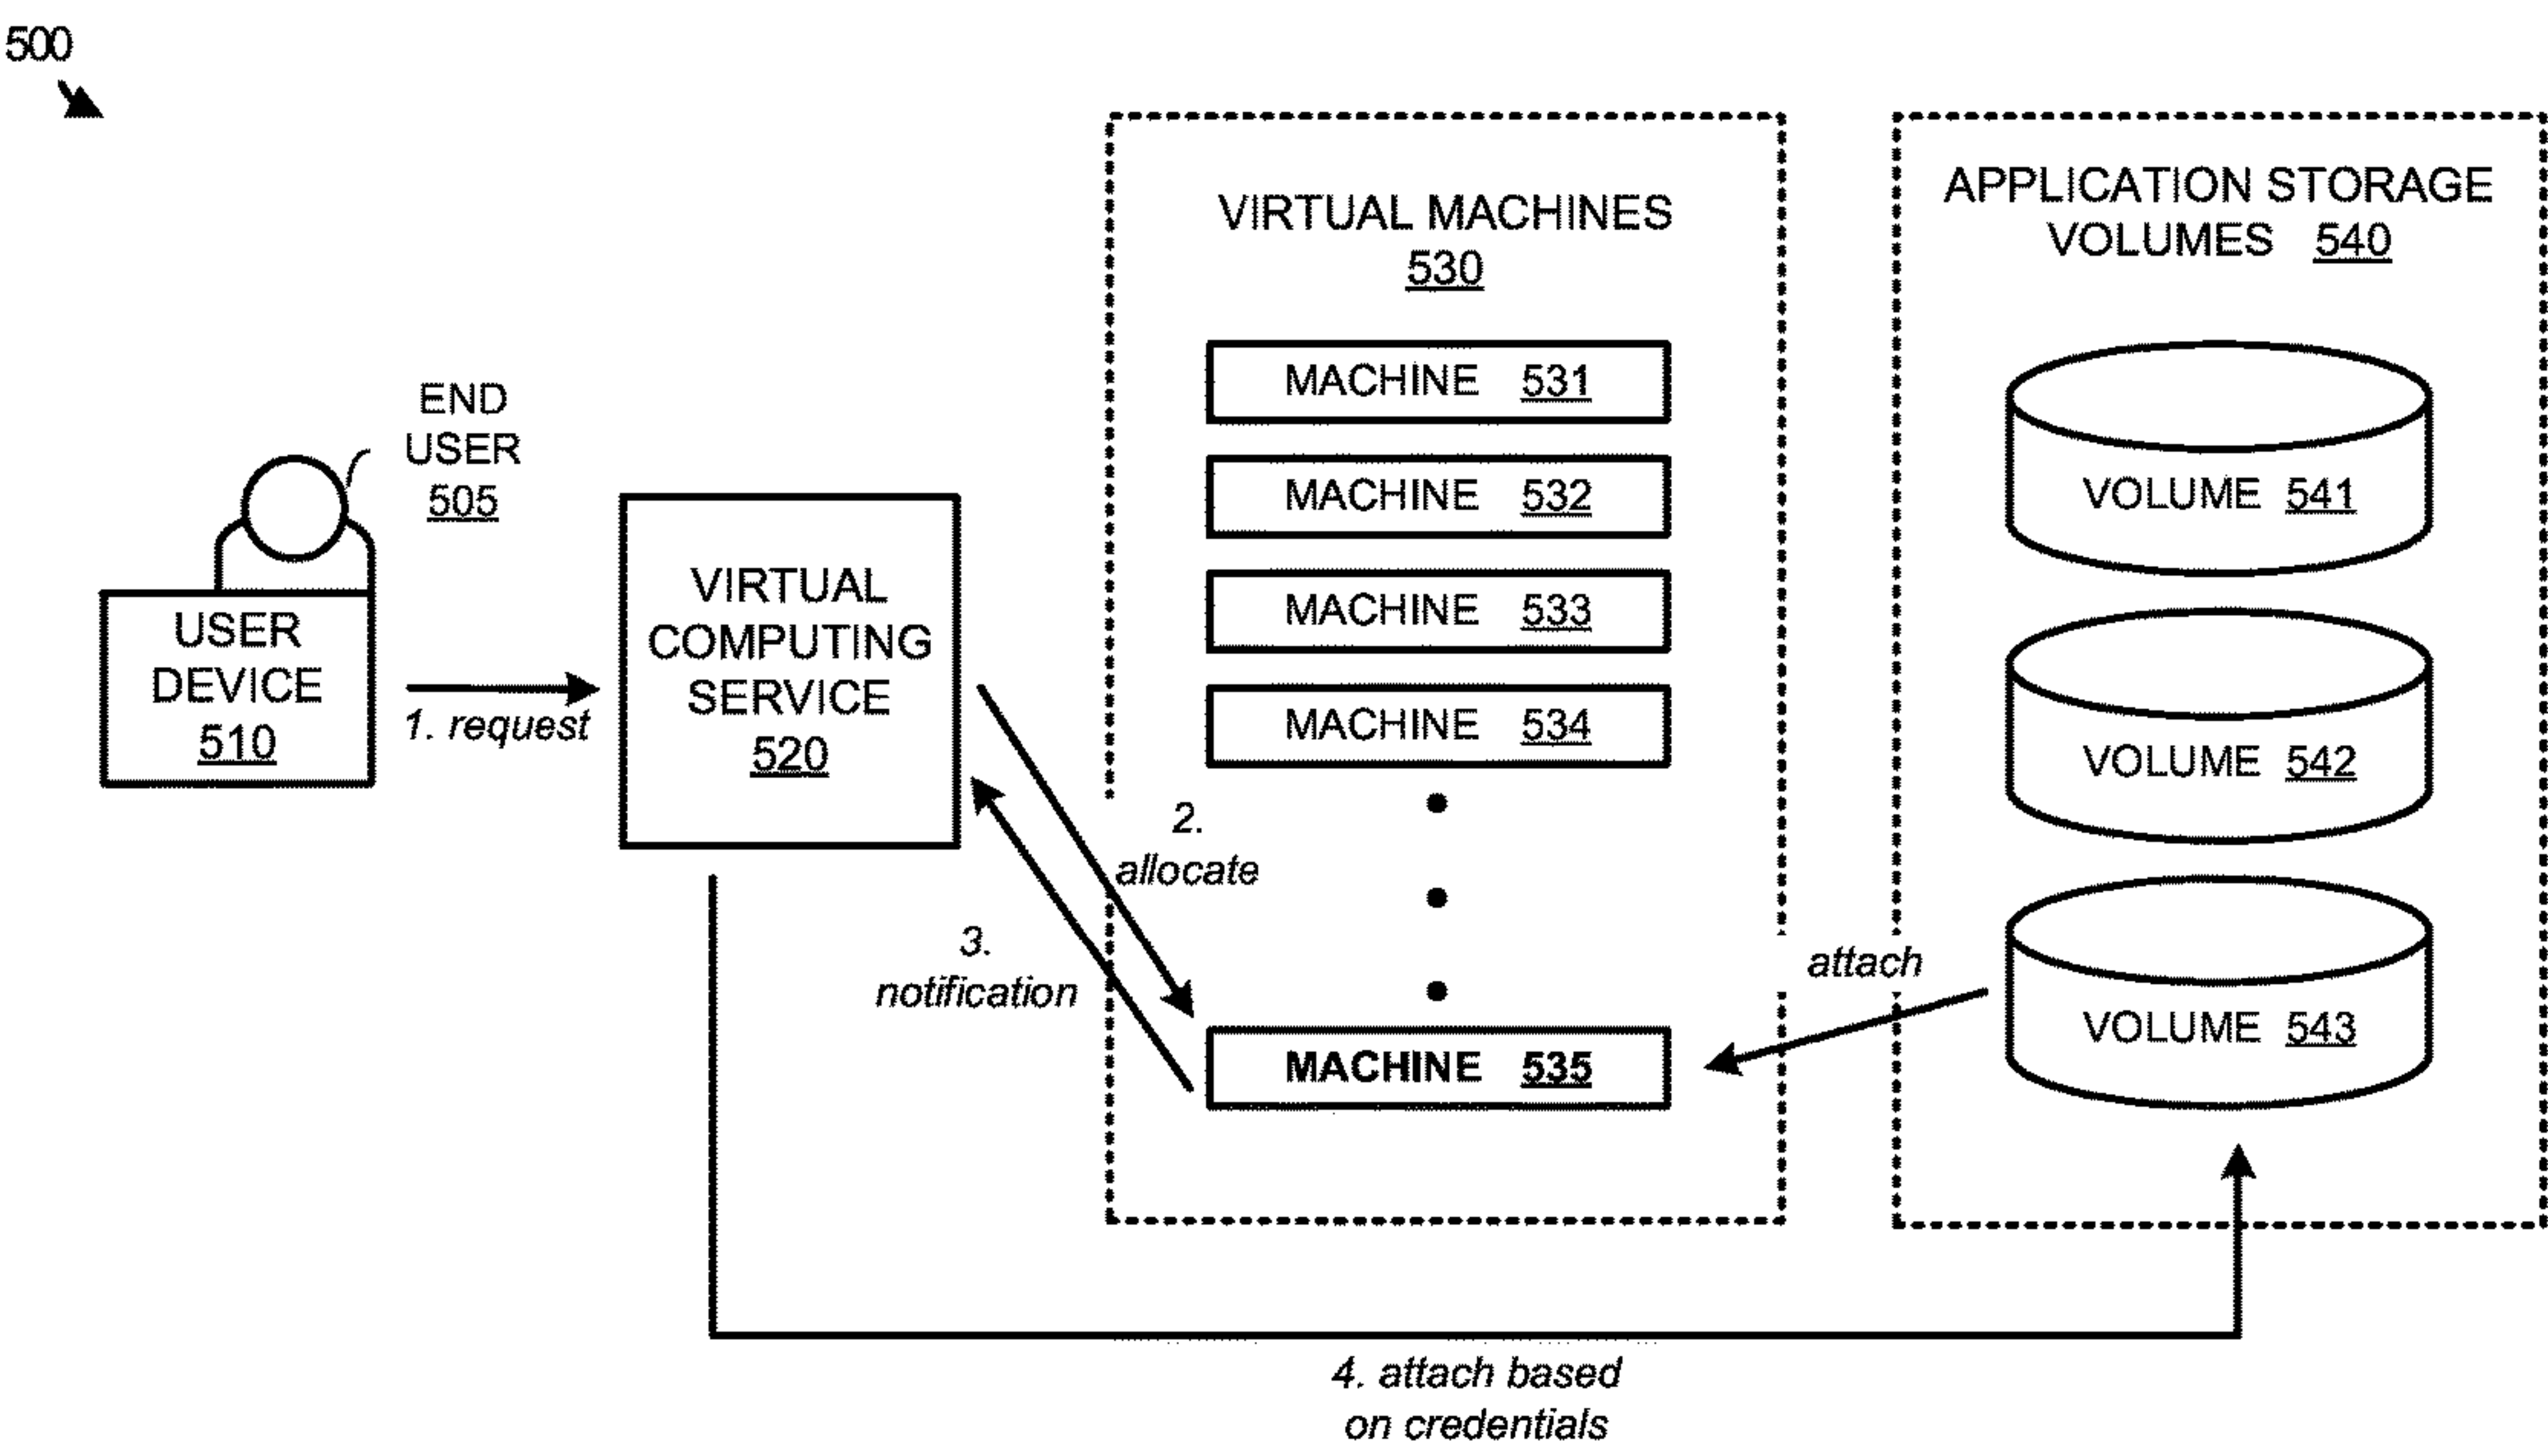 500
END
USER
505
USER
DEVICE
510
1. request
VIRTUAL
COMPUTING
SERVICE
520
2.
allocate
3.
notification
VIRTUAL MACHINES
530
MACHINE 531
MACHINE 532
MACHINE 533
MACHINE 534
MACHINE 535
attach
APPLICATION STORAGE
VOLUMES 540
VOLUME 541
VOLUME 542
VOLUME 543
4. attach based
on credentials